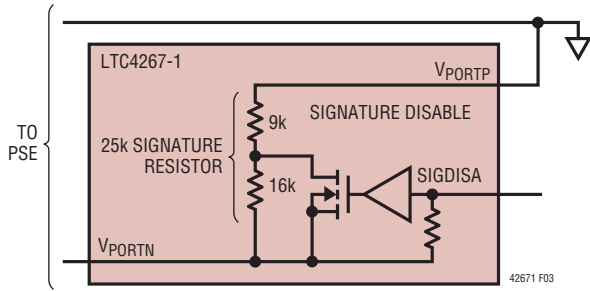 LTC4267-1
VPORTP
SIGNATURE DISABLE
9k
TO
PSE
25k SIGNATURE
RESISTOR
16k
SIGDISA
VPORTN
42671 F03